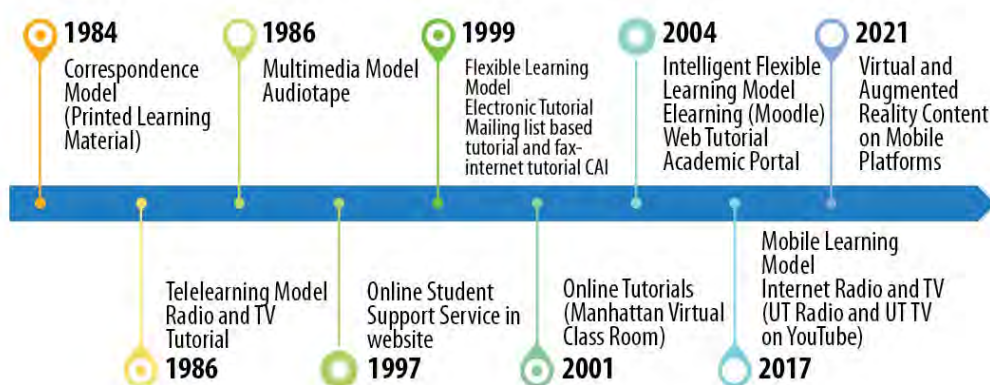 1984
Correspondence
Model
(Printed Learning
Material)
1986
Multimedia Model
Audiotape
1999
Flexible Learning
Model
Electronic Tutorial
Mailing list based
tutorial and fax-
internet tutorial CAI
2004
Intelligent Flexible
Learning Model
Elearning (Moodle)
Web Tutorial
Academic Portal
2021
Virtual and
Augmented
Reality Content
on Mobile
Platforms
Telelearning Model
Radio and TV
Tutorial
1986
Online Student
Support Service in
website
1997
Online Tutorials
(Manhattan Virtual
Class Room)
2001
Mobile Learning
Model
Internet Radio and TV
(UT Radio and UT TV
on YouTube)
2017